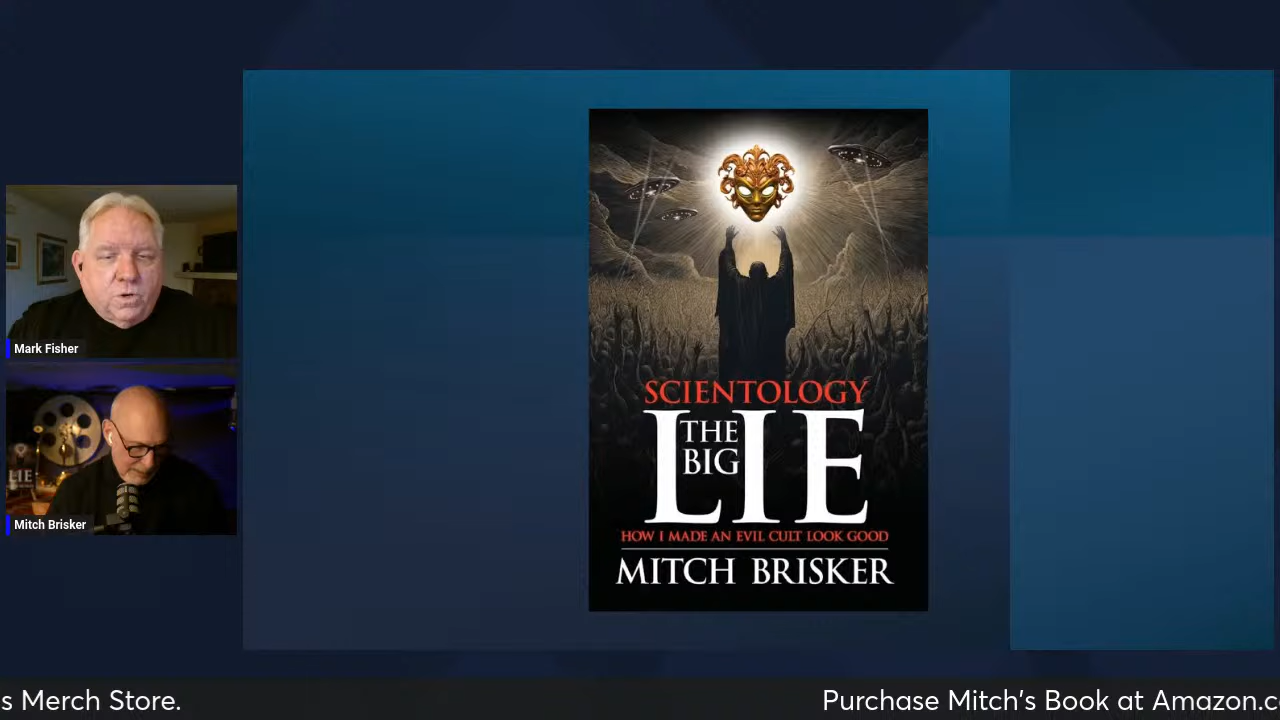 Mark Fisher
LIE
Mitch Brisker
SCIENTOLOGY
THE
BIG
LIE
HOW I MADE AN EVIL CULT LOOK GOOD
MITCH BRISKER
s Merch Store.
Purchase Mitch's Book at Amazon.c